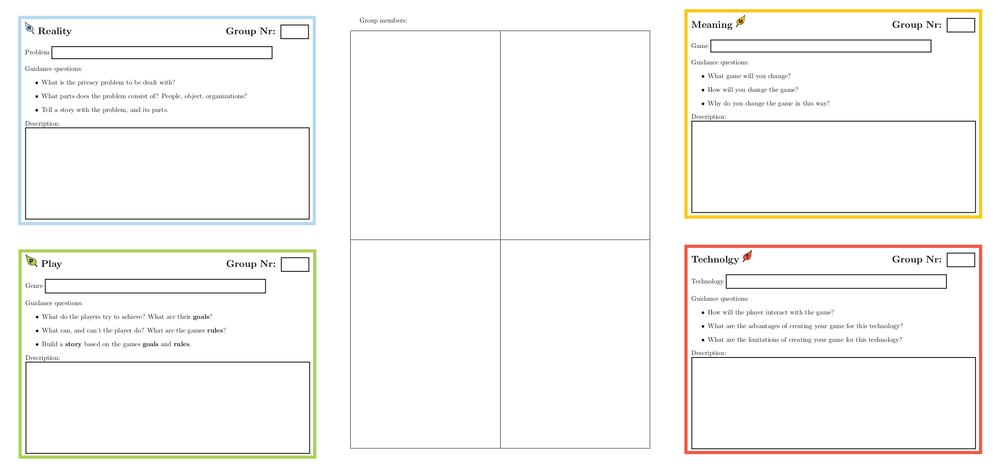 R Reality Group Nr:
Problem
Guidance questions:
• What is the privacy problem to be dealt with?
• What parts does the problem consist of? People, object, organizations?
• Tell a story with the problem, and its parts.
Description:
P Play Group Nr:
Genre
Guidance questions:
• What do the players try to achieve? What are their goals?
• What can, and can't the player do? What are the games rules?
• Build a story based on the games goals and rules.
Description:
Group members:
Meaning M Group Nr:
Game
Guidance questions:
• What game will you change?
• How will you change the game?
• Why do you change the game in this way?
Description:
Technolgy T Group Nr:
Technology
Guidance questions:
• How will the player interact with the game?
• What are the advantages of creating your game for this technology?
• What are the limitations of creating your game for this technology?
Description: